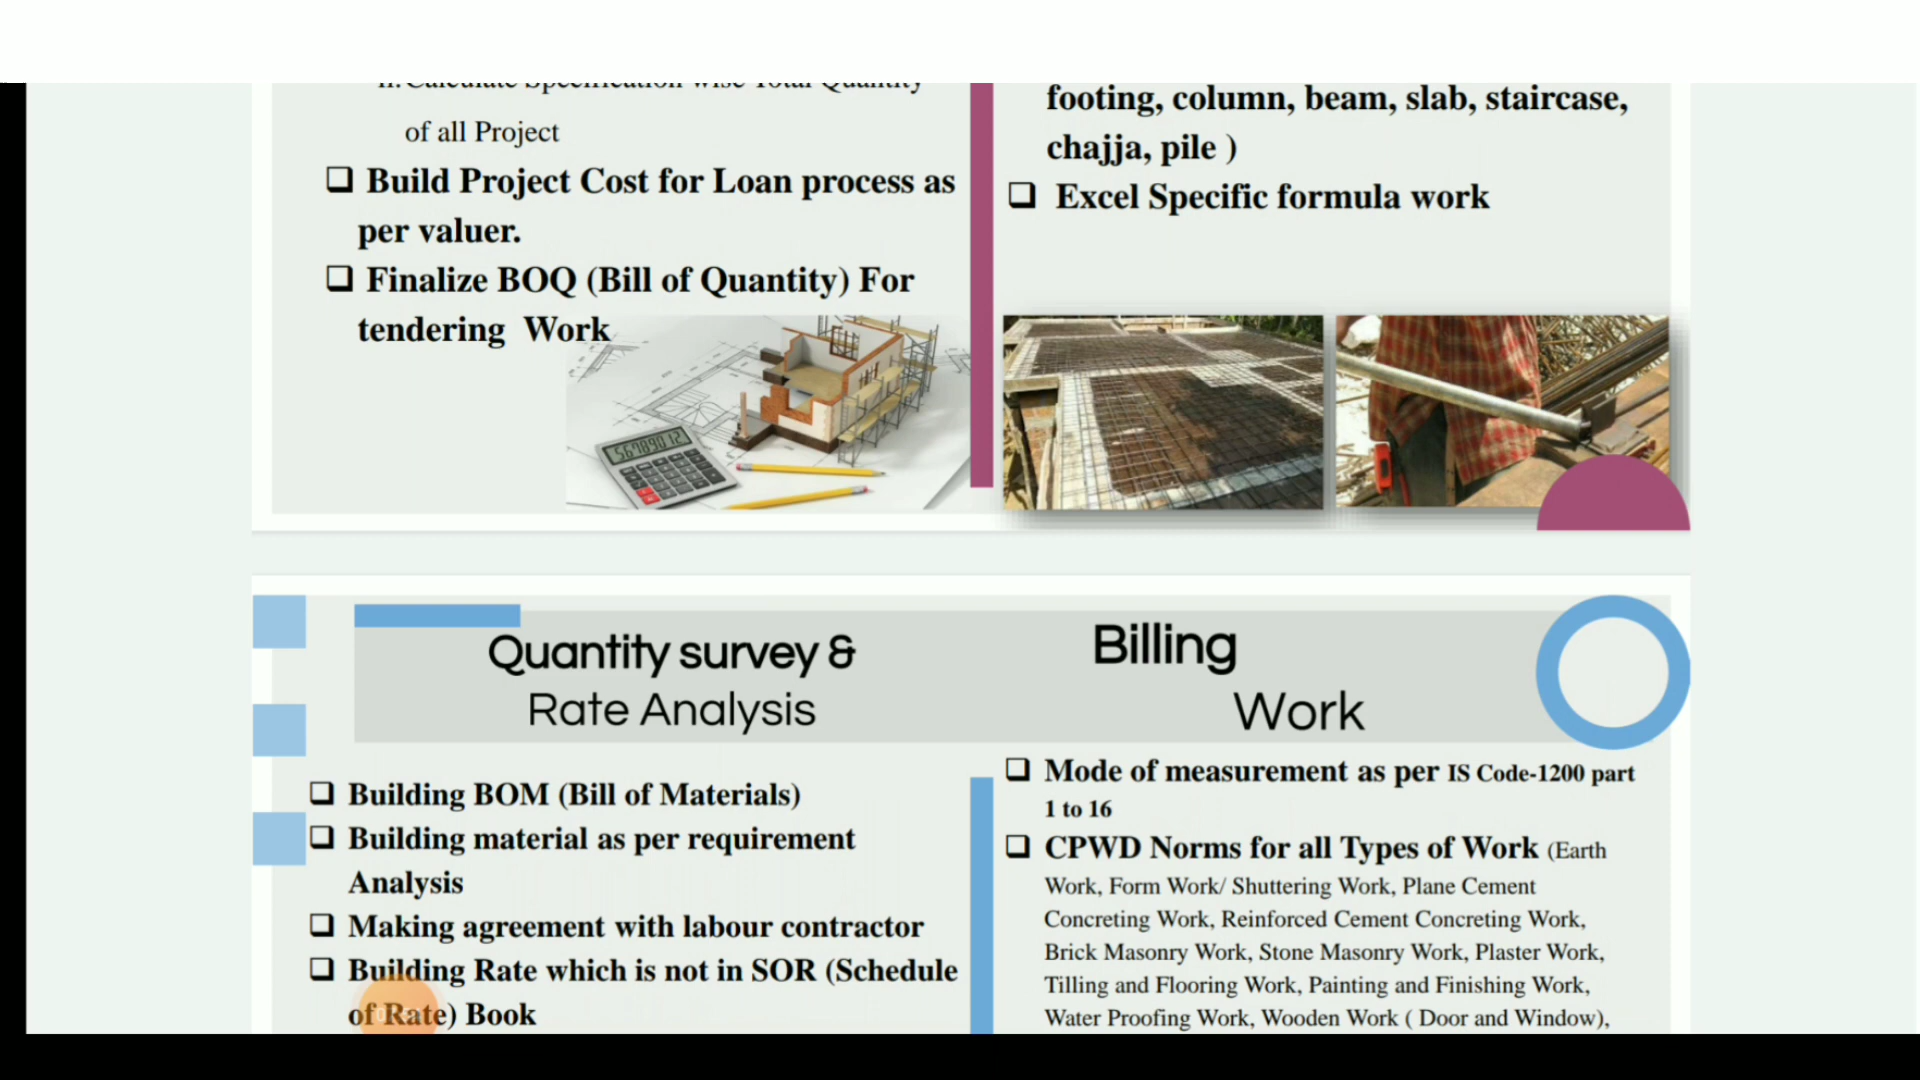 ii. Calculate Specification wise Total Quantity
of all Project
❑ Build Project Cost for Loan process as
per valuer.
❑ Finalize BOQ (Bill of Quantity) For
tendering Work
footing, column, beam, slab, staircase,
chajja, pile )
❑ Excel Specific formula work
Quantity survey &
Rate Analysis
❑ Building BOM (Bill of Materials)
❑ Building material as per requirement
Analysis
❑ Making agreement with labour contractor
❑ Building Rate which is not in SOR (Schedule
of Rate) Book
Billing
Work
❑ Mode of measurement as per IS Code-1200 part
1 to 16
❑ CPWD Norms for all Types of Work (Earth
Work, Form Work/ Shuttering Work, Plane Cement
Concreting Work, Reinforced Cement Concreting Work,
Brick Masonry Work, Stone Masonry Work, Plaster Work,
Tilling and Flooring Work, Painting and Finishing Work,
Water Proofing Work, Wooden Work ( Door and Window),